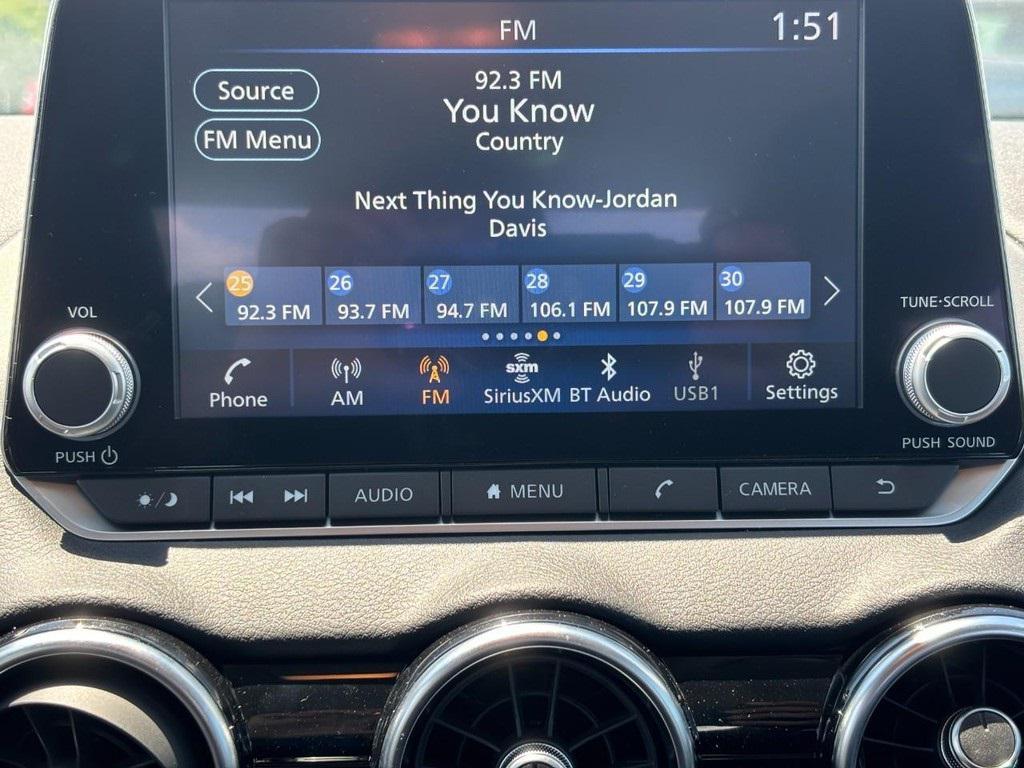 FM 1:51
Source
92.3 FM
You Know
FM Menu
Country
Next Thing You Know-Jordan
Davis
25 26 27 28 29 30
92.3 FM 93.7 FM 94.7 FM 106.1 FM 107.9 FM 107.9 FM
VOL
TUNE•SCROLL
sxm
Phone AM FM SiriusXM BT Audio USB1 Settings
PUSH
PUSH SOUND
AUDIO MENU CAMERA